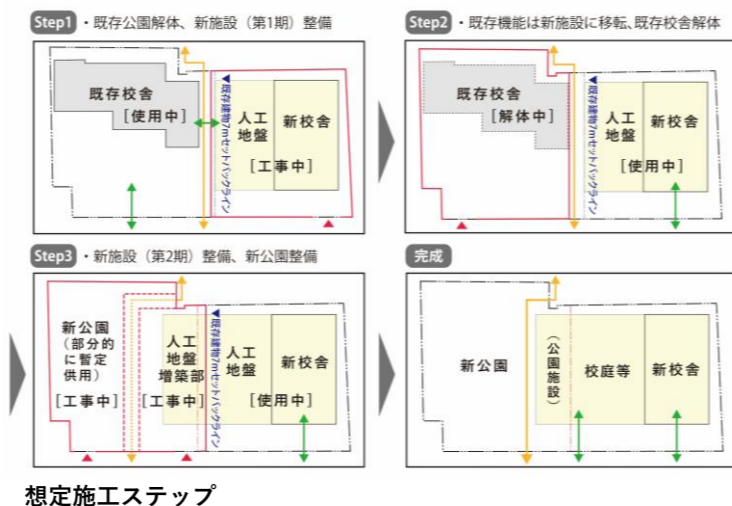 Step1 ・既存公園解体、新施設（第1期）整備
既存校舎
[使用中]
▼既存建物7mセットバックライン
人工
地盤
新校舎
[工事中]
Step2 ・既存機能は新施設に移転、既存校舎解体
既存校舎
[解体中]
▼既存建物7mセットバックライン
人工
地盤
新校舎
[使用中]
Step3 ・新施設（第2期）整備、新公園整備
新公園
（部分的
に暫定
供用）
[工事中]
人工
地盤
増築部
[工事中]
▼既存建物7mセットバックライン
人工
地盤
新校舎
[使用中]
完成
新公園
（公園施設）
校庭等
新校舎
想定施工ステップ